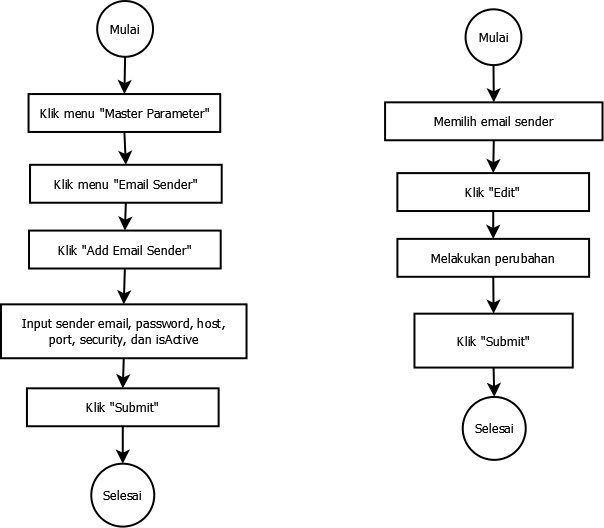 Mulai
Klik menu "Master Parameter"
Klik menu "Email Sender"
Klik "Add Email Sender"
Input sender email, password, host,
port, security, dan isActive
Klik "Submit"
Selesai
Mulai
Memilih email sender
Klik "Edit"
Melakukan perubahan
Klik "Submit"
Selesai